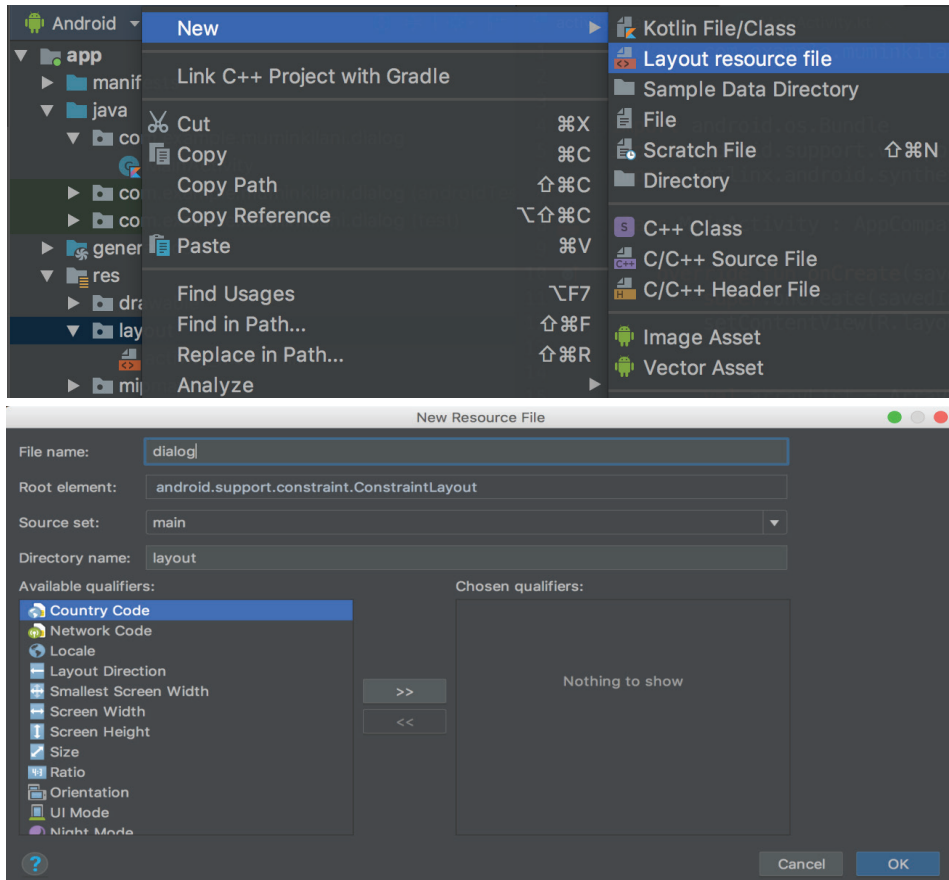 Android
app
manif
java
co
co
co
gener
res
dra
lay
mip
New
Link C++ Project with Gradle
Cut ⌘X
Copy ⌘C
Copy Path ⇧⌘C
Copy Reference ⌥⇧⌘C
Paste ⌘V
Find Usages ⌥F7
Find in Path... ⇧⌘F
Replace in Path... ⇧⌘R
Analyze
Kotlin File/Class
Layout resource file
Sample Data Directory
File
Scratch File ⇧⌘N
Directory
S C++ Class
C++ C/C++ Source File
H C/C++ Header File
Image Asset
Vector Asset
New Resource File
File name: dialog
Root element: android.support.constraint.ConstraintLayout
Source set: main
Directory name: layout
Available qualifiers:
Country Code
Network Code
Locale
Layout Direction
Smallest Screen Width
Screen Width
Screen Height
Size
Ratio
Orientation
UI Mode
Night Mode
>>
<<
Chosen qualifiers:
Nothing to show
?
Cancel
OK